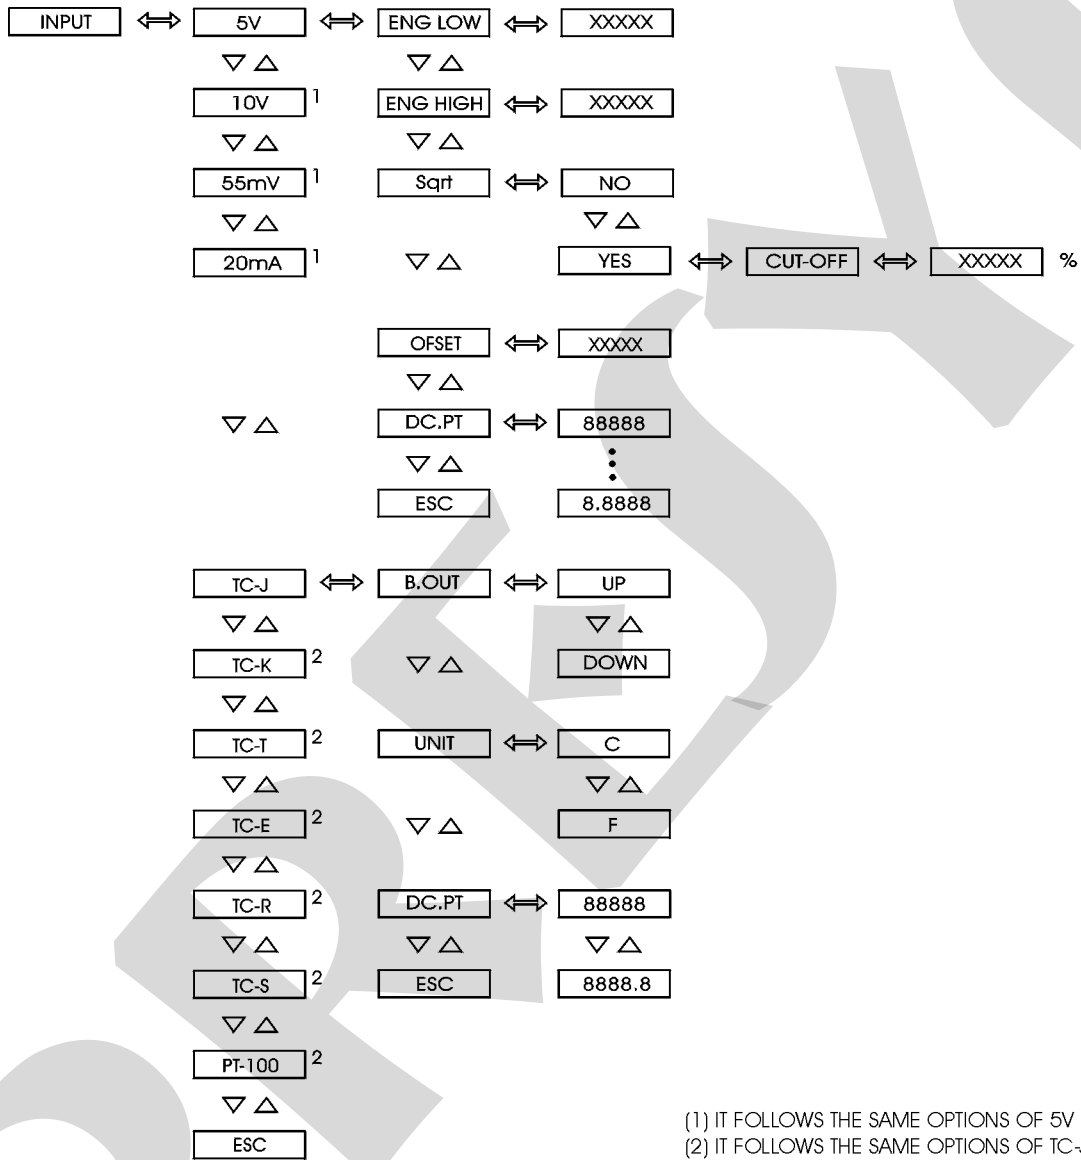 INPUT 5V ENG LOW XXXXX
10V 1 ENG HIGH XXXXX
55mV 1 Sqrt NO
20mA 1 YES CUT-OFF XXXXX %
OFSET XXXXX
DC.PT 88888
ESC 8.8888
TC-J B.OUT UP
TC-K 2 DOWN
TC-T 2 UNIT C
TC-E 2 F
TC-R 2 DC.PT 88888
TC-S 2 ESC 8888.8
PT-100 2
ESC
(1) IT FOLLOWS THE SAME OPTIONS OF 5V
(2) IT FOLLOWS THE SAME OPTIONS OF TC-